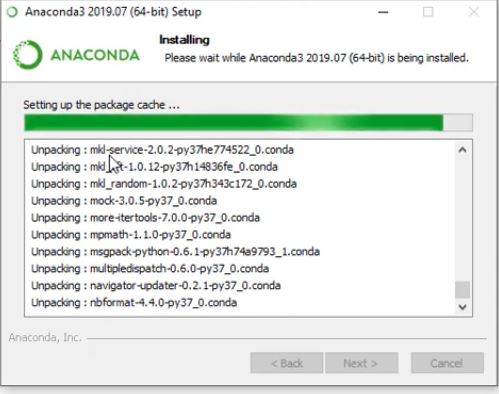 Anaconda3 2019.07 (64-bit) Setup
ANACONDA
Installing
Please wait while Anaconda3 2019.07 (64-bit) is being installed.
Setting up the package cache ...
Unpacking : mkl-service-2.0.2-py37he774522_0.conda
Unpacking : -1.0.12-py37h14836fe_0.conda
Unpacking : mkl_random-1.0.2-py37h343c172_0.conda
Unpacking : mock-3.0.5-py37_0.conda
Unpacking : more-itertools-7.0.0-py37_0.conda
Unpacking : mpmath-1.1.0-py37_0.conda
Unpacking : msgpack-python-0.6.1-py37h74a9793_1.conda
Unpacking : multipledispatch-0.6.0-py37_0.conda
Unpacking : navigator-updater-0.2.1-py37_0.conda
Unpacking : nbformat-4.4.0-py37_0.conda
Anaconda, Inc.
< Back
Next >
Cancel